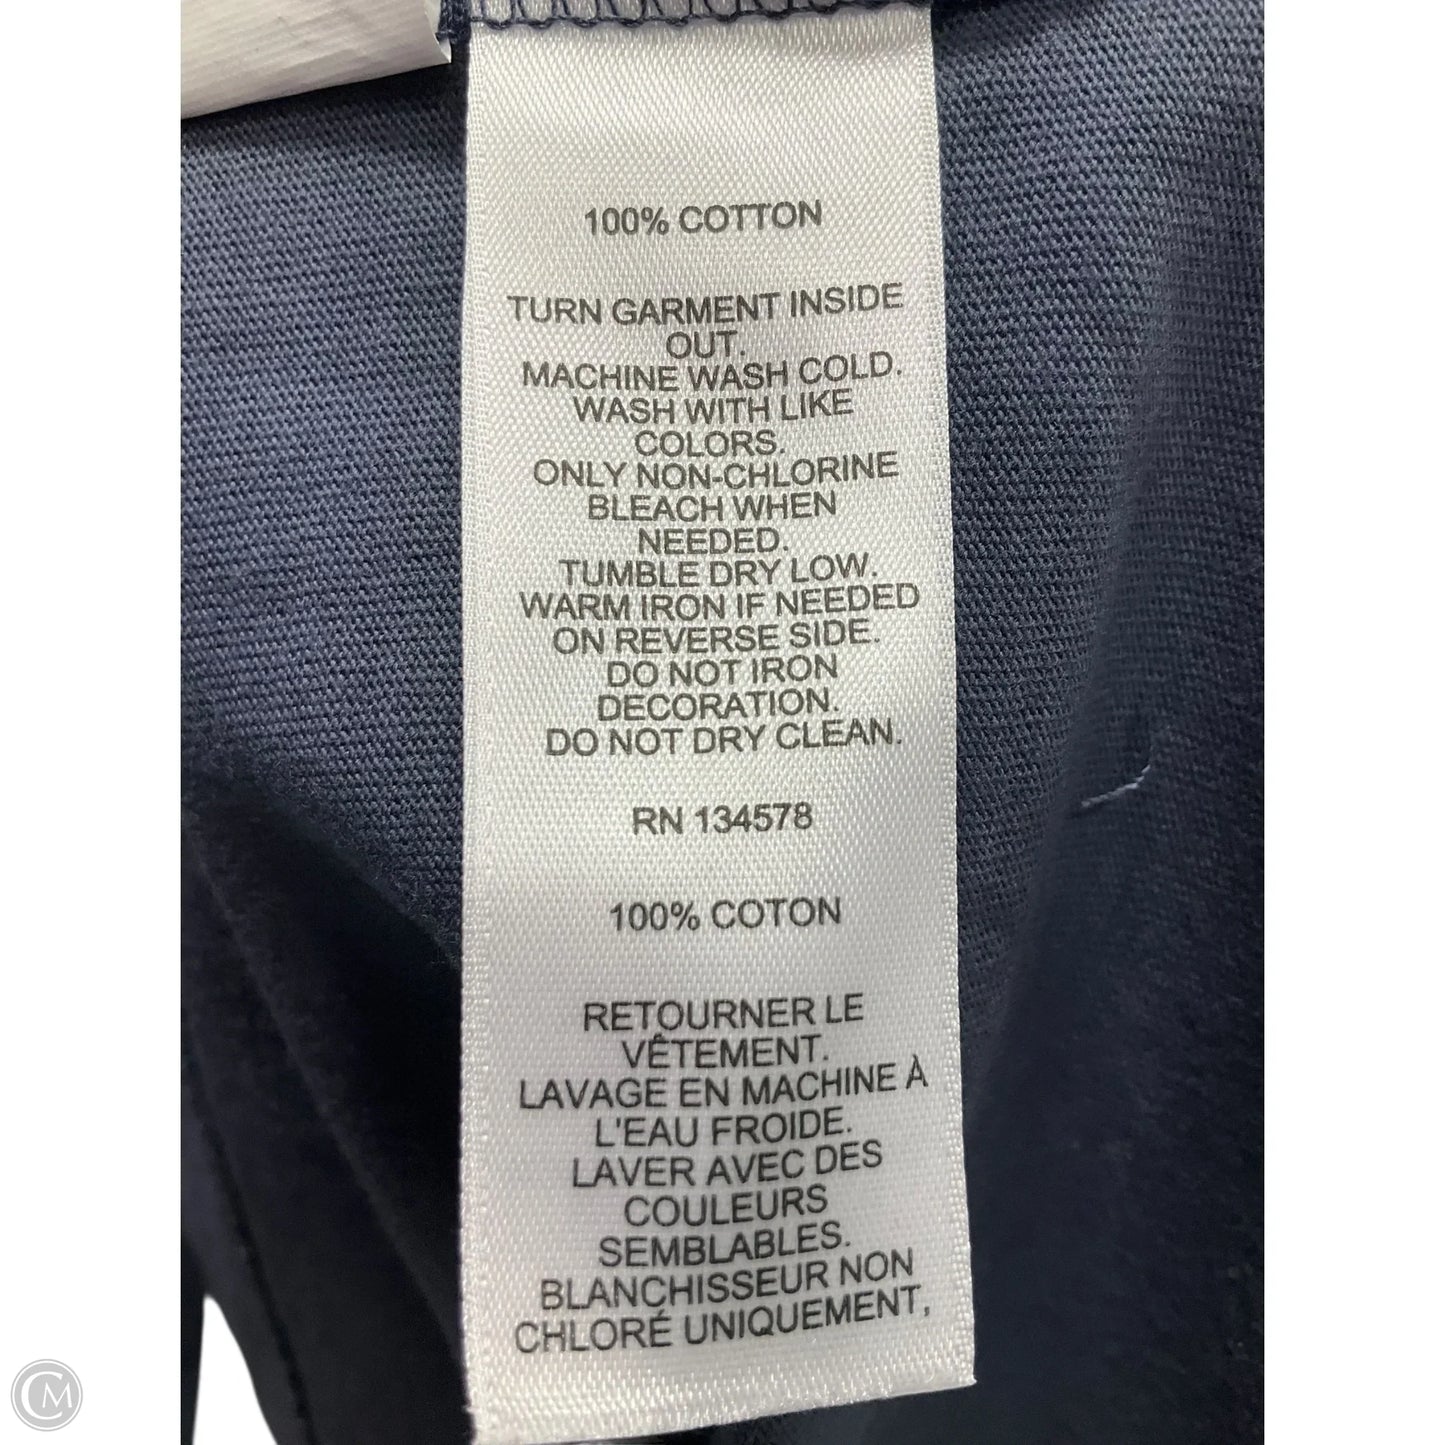 100% COTTON
TURN GARMENT INSIDE
OUT.
MACHINE WASH COLD.
WASH WITH LIKE
COLORS.
ONLY NON-CHLORINE
BLEACH WHEN
NEEDED.
TUMBLE DRY LOW.
WARM IRON IF NEEDED
ON REVERSE SIDE.
DO NOT IRON
DECORATION.
DO NOT DRY CLEAN.
RN 134578
100% COTON
RETOURNER LE
VÊTEMENT.
LAVAGE EN MACHINE À
L'EAU FROIDE.
LAVER AVEC DES
COULEURS
SEMBLABLES.
BLANCHISSEUR NON
CHLORÉ UNIQUEMENT,
CM